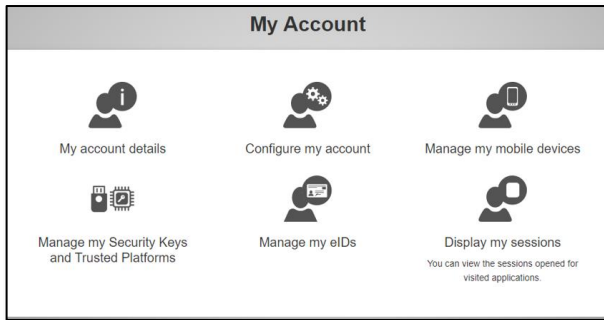 My Account
My account details
Configure my account
Manage my mobile devices
Manage my Security Keys
and Trusted Platforms
Manage my eIDs
Display my sessions
You can view the sessions opened for
visited applications.